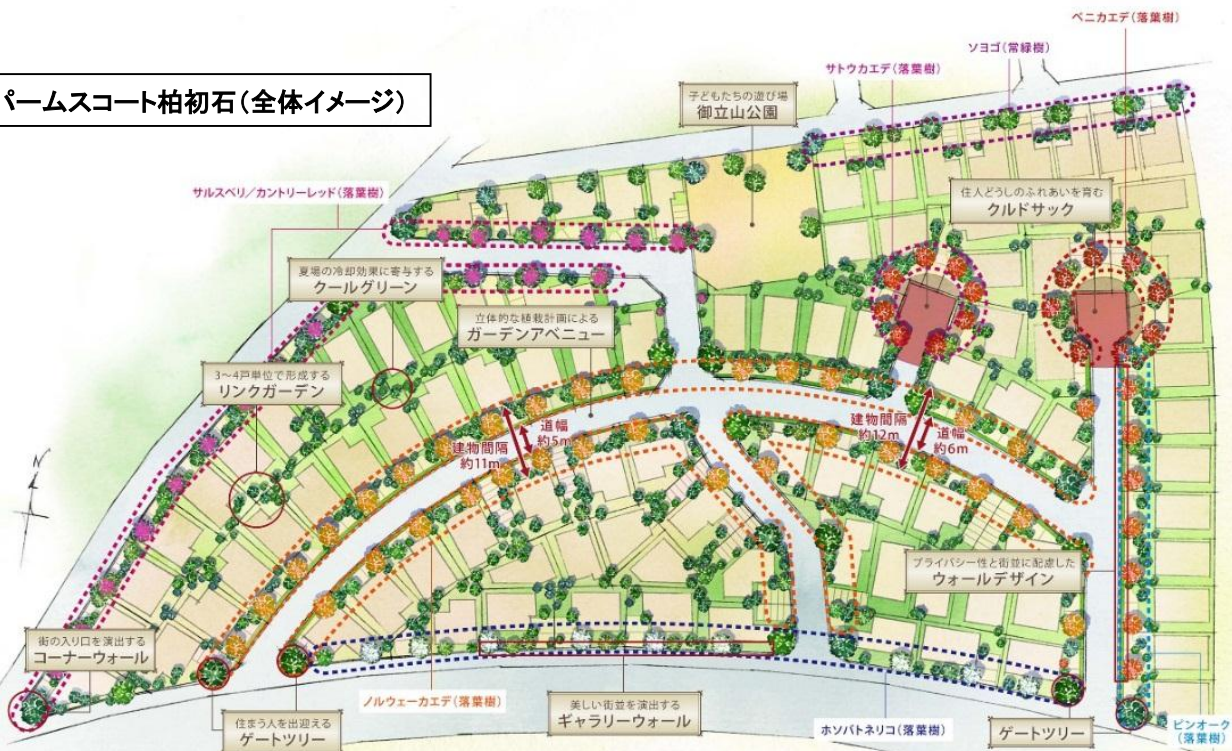 パームスコート柏初石(全体イメージ)
ベニカエデ(落葉樹)
ソヨゴ(常緑樹)
サトウカエデ(落葉樹)
子どもたちの遊び場
御立山公園
サルスベリ/カントリーレッド(落葉樹)
住人どうしのふれあいを育む
クルドサック
夏場の冷却効果に寄与する
クールグリーン
立体的な植栽計画による
ガーデンアベニュー
3〜4戸単位で形成する
リンクガーデン
道幅
約5m
建物間隔
約11m
建物間隔
約12m
道幅
約6m
N
プライバシー性と街並に配慮した
ウォールデザイン
街の入り口を演出する
コーナーウォール
ノルウェーカエデ(落葉樹)
美しい街並を演出する
ギャラリーウォール
住まう人を出迎える
ゲートツリー
ホソバトネリコ(落葉樹)
ゲートツリー
ピンオーク
(落葉樹)